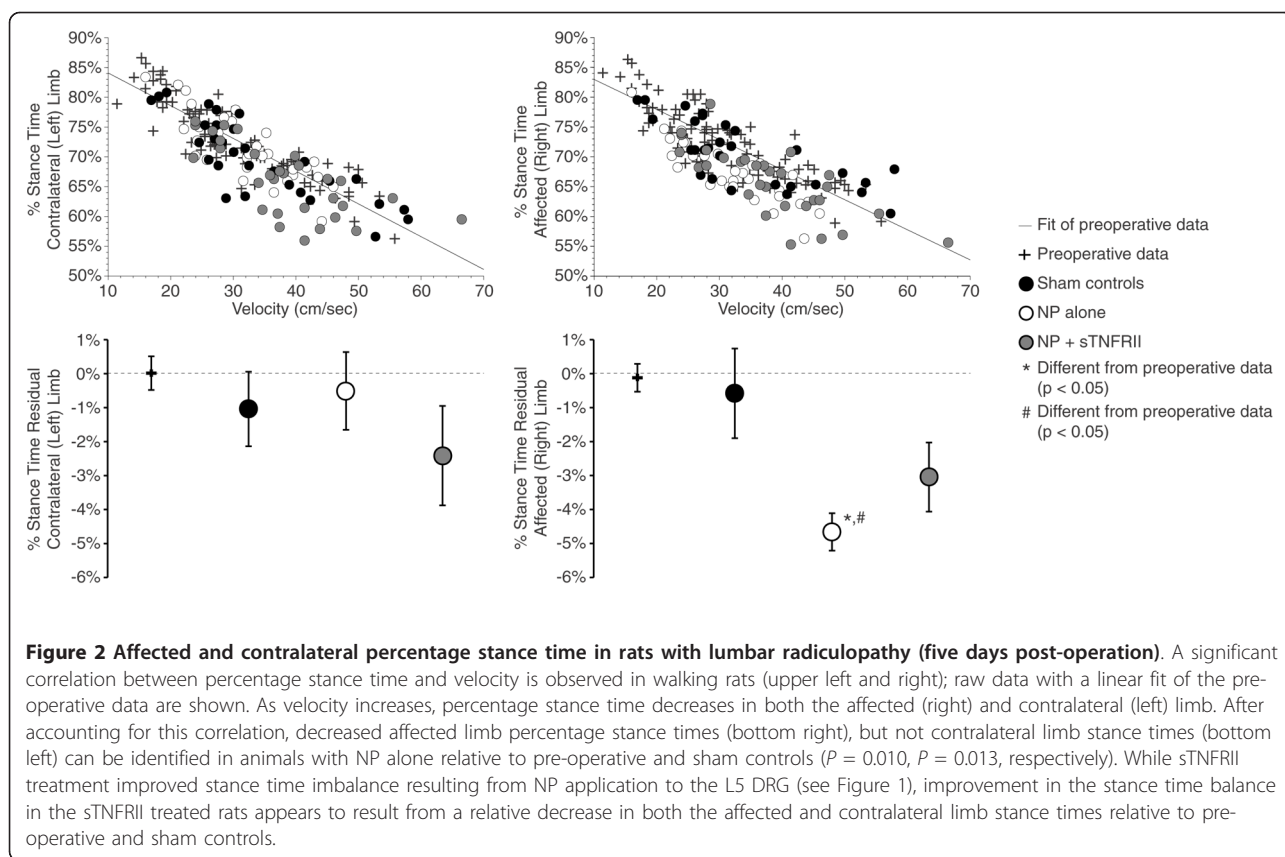 90%
85%
80%
75%
70%
65%
60%
55%
50%
% Stance Time
Contralateral (Left) Limb
10 20 30 40 50 60 70
Velocity (cm/sec)
90%
85%
80%
75%
70%
65%
60%
55%
50%
% Stance Time
Affected (Right) Limb
10 20 30 40 50 60 70
Velocity (cm/sec)
Fit of preoperative data
Preoperative data
Sham controls
NP alone
NP + sTNFRII
* Different from preoperative data
(p < 0.05)
# Different from preoperative data
(p < 0.05)
1%
0%
-1%
-2%
-3%
-4%
-5%
-6%
% Stance Time Residual
Contralateral (Left) Limb
1%
0%
-1%
-2%
-3%
-4%
-5%
-6%
% Stance Time Residual
Affected (Right) Limb
*,#
Figure 2 Affected and contralateral percentage stance time in rats with lumbar radiculopathy (five days post-operation). A significant
correlation between percentage stance time and velocity is observed in walking rats (upper left and right); raw data with a linear fit of the pre-
operative data are shown. As velocity increases, percentage stance time decreases in both the affected (right) and contralateral (left) limb. After
accounting for this correlation, decreased affected limb percentage stance times (bottom right), but not contralateral limb stance times (bottom
left) can be identified in animals with NP alone relative to pre-operative and sham controls (P = 0.010, P = 0.013, respectively). While sTNFRII
treatment improved stance time imbalance resulting from NP application to the L5 DRG (see Figure 1), improvement in the stance time balance
in the sTNFRII treated rats appears to result from a relative decrease in both the affected and contralateral limb stance times relative to pre-
operative and sham controls.